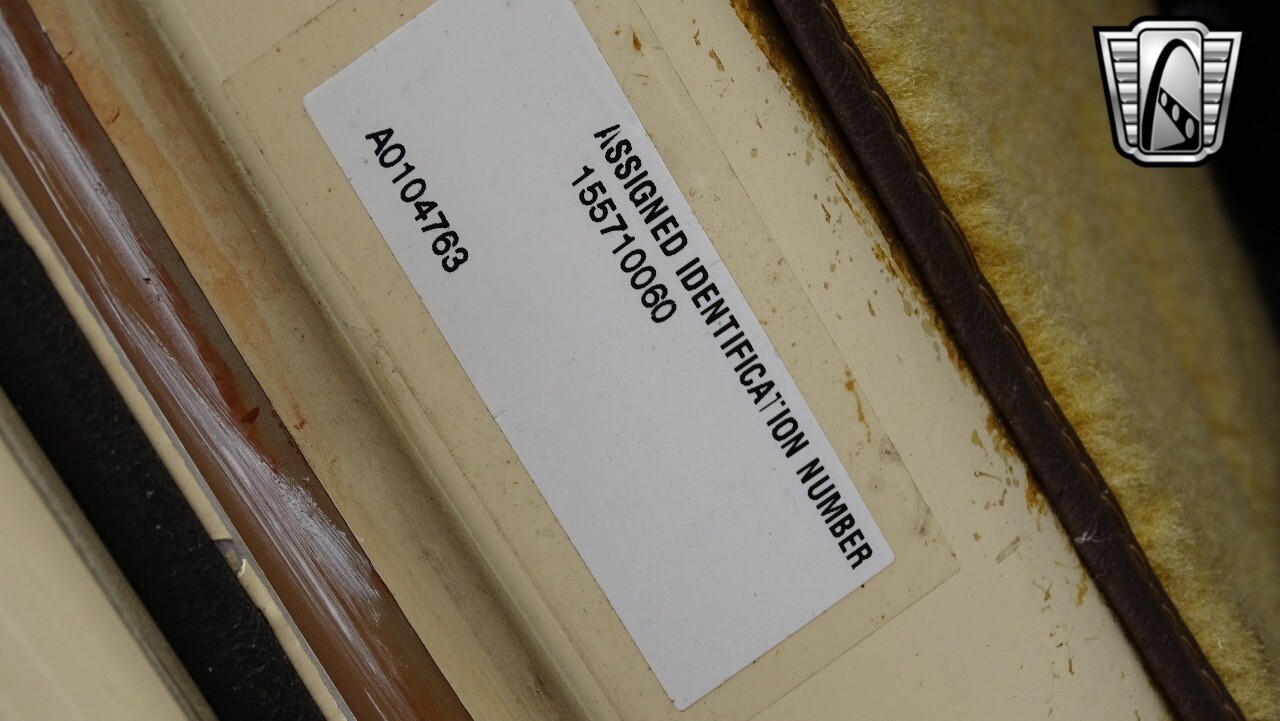 ASSIGNED IDENTIFICATION NUMBER
155710060
A0104763